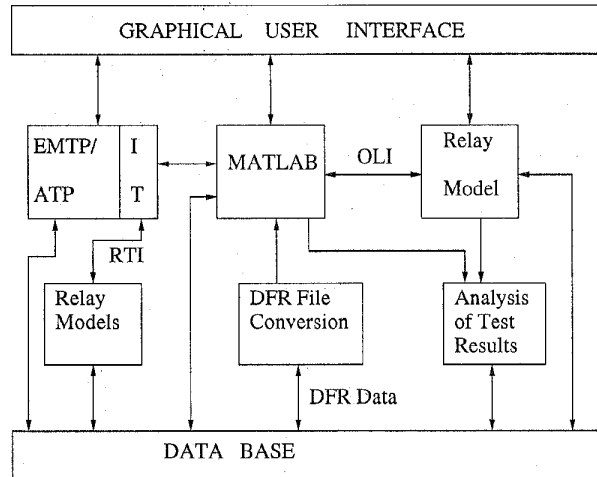 GRAPHICAL USER INTERFACE
EMTP/
ATP
I
T
MATLAB
OLI
Relay
Model
RTI
Relay
Models
DFR File
Conversion
Analysis
of Test
Results
DFR Data
DATA BASE